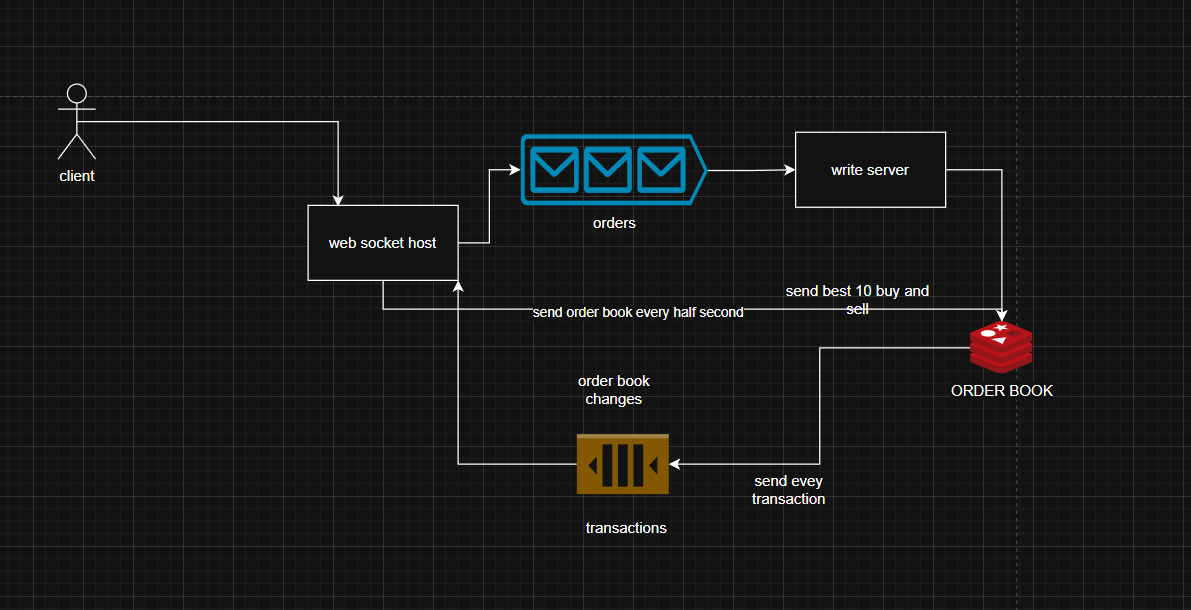 client
web socket host
orders
write server
send best 10 buy and
sell
send order book every half second
ORDER BOOK
order book
changes
send evey
transaction
transactions